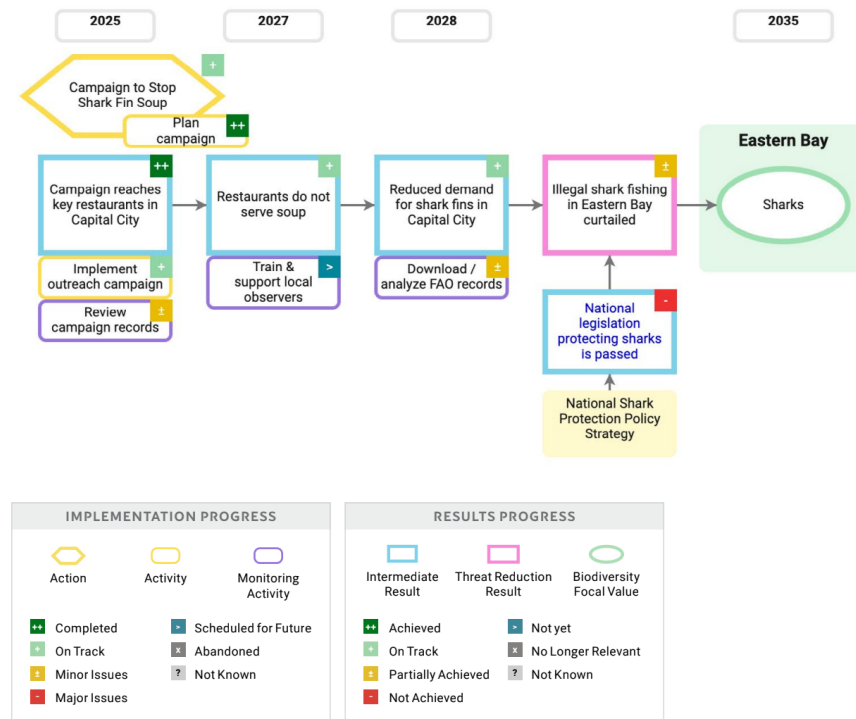 2025
2027
2028
2035
+
Campaign to Stop
Shark Fin Soup
Plan
campaign
++
Eastern Bay
++
Campaign reaches
key restaurants in
Capital City
+
Restaurants do not
serve soup
+
Reduced demand
for shark fins in
Capital City
±
Illegal shark fishing
in Eastern Bay
curtailed
Sharks
Implement
outreach campaign
+
Review
campaign records
±
Train &
support local
observers
>
Download /
analyze FAO records
±
-
National
legislation
protecting sharks
is passed
National Shark
Protection Policy
Strategy
IMPLEMENTATION PROGRESS
Action
Activity
Monitoring
Activity
++ Completed
> Scheduled for Future
+ On Track
x Abandoned
± Minor Issues
? Not Known
- Major Issues
RESULTS PROGRESS
Intermediate
Result
Threat Reduction
Result
Biodiversity
Focal Value
++ Achieved
> Not yet
+ On Track
x No Longer Relevant
± Partially Achieved
? Not Known
- Not Achieved